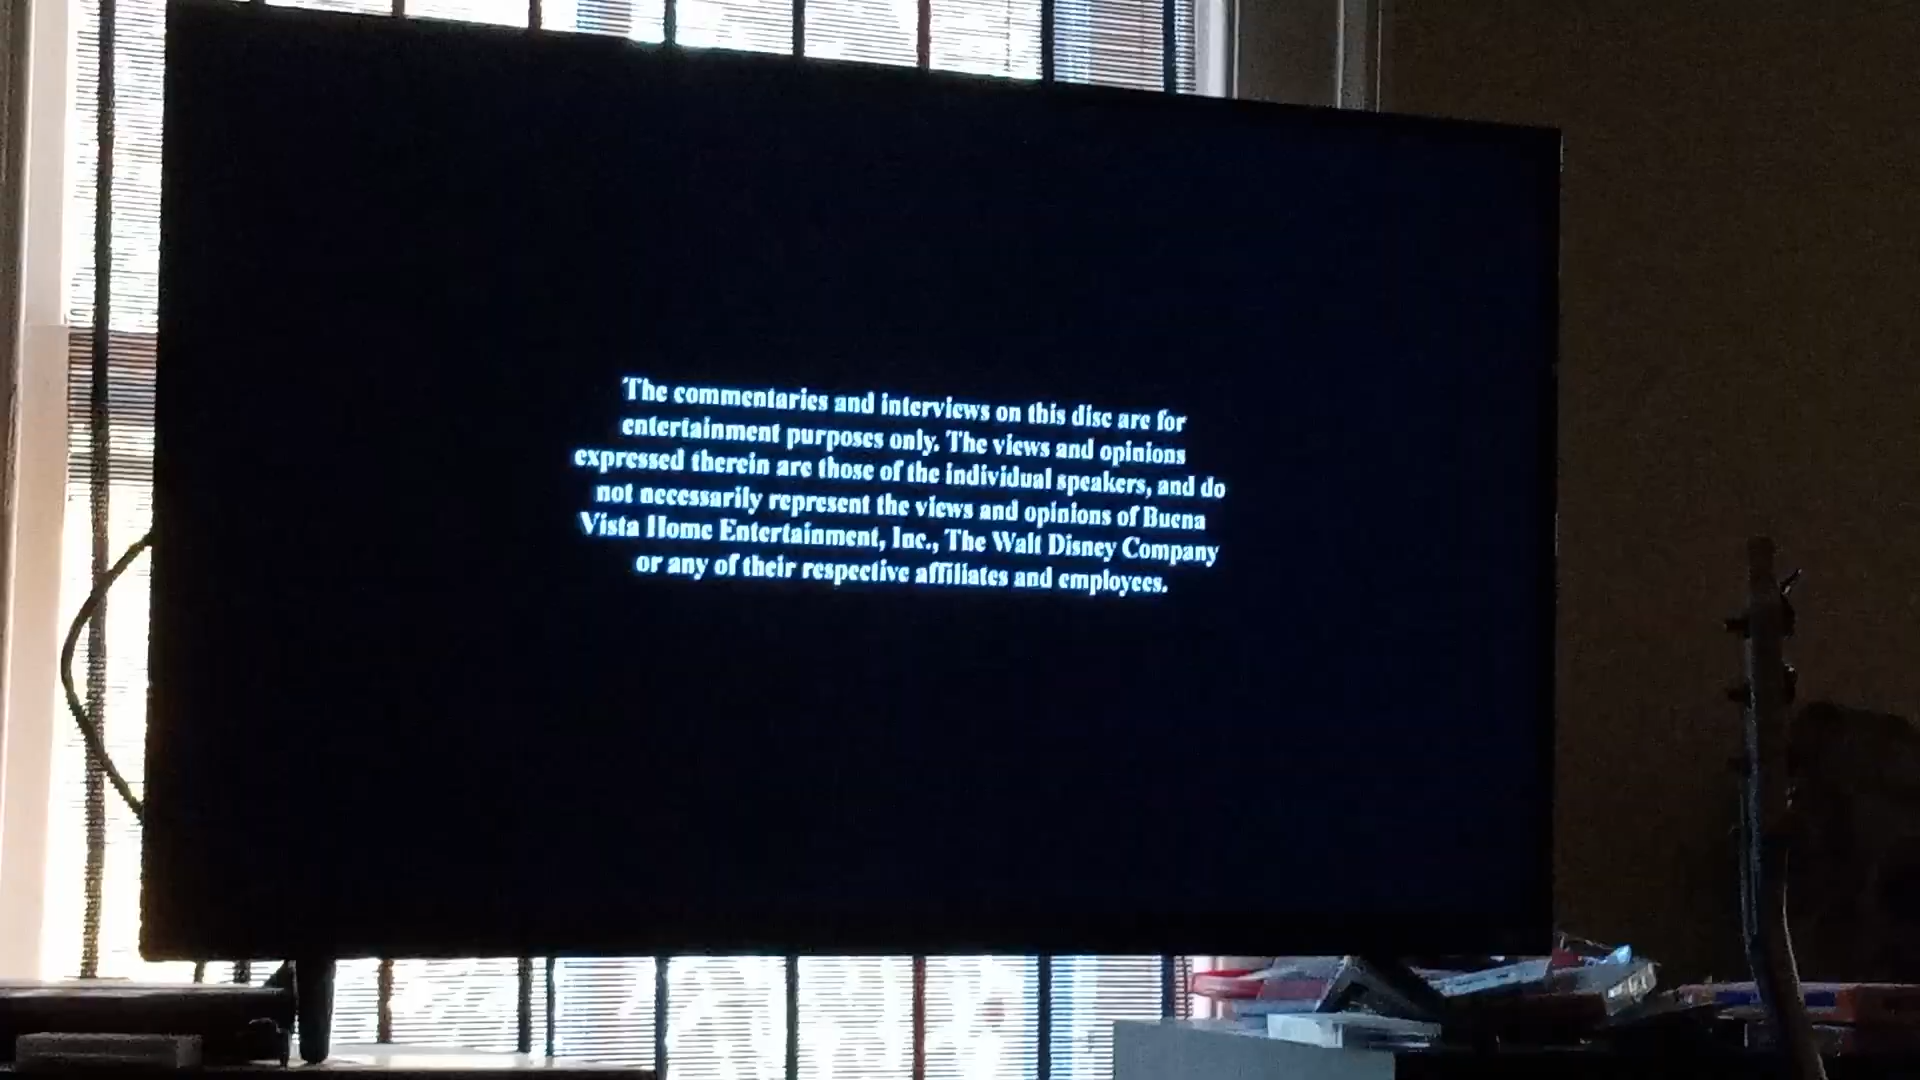 The commentaries and interviews on this disc are for
entertainment purposes only. The views and opinions
expressed therein are those of the individual speakers, and do
not necessarily represent the views and opinions of Buena
Vista Home Entertainment, Inc., The Walt Disney Company
or any of their respective affiliates and employees.